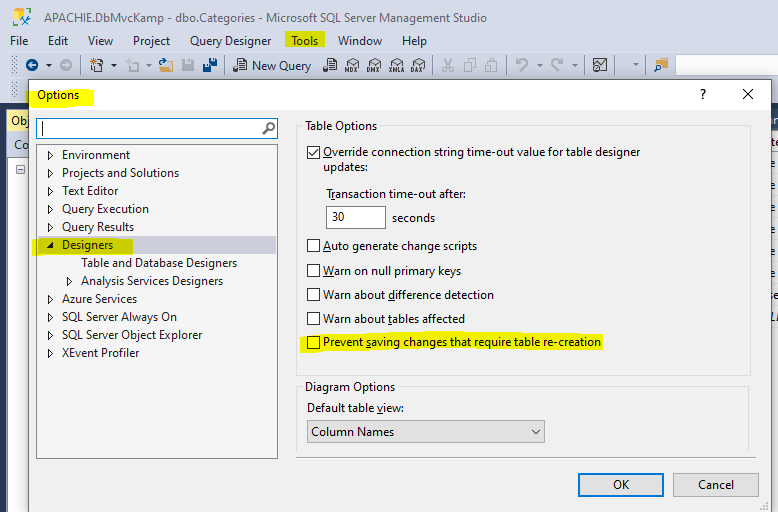 APACHIE.DbMvcKamp - dbo.Categories - Microsoft SQL Server Management Studio
File Edit View Project Query Designer Tools Window Help
New Query MDX DMX XMLA DAX
Options ?
Obj
Co
Environment
Projects and Solutions
Text Editor
Query Execution
Query Results
Designers
Table and Database Designers
Analysis Services Designers
Azure Services
SQL Server Always On
SQL Server Object Explorer
XEvent Profiler
Table Options
Override connection string time-out value for table designer
updates:
Transaction time-out after:
30 seconds
Auto generate change scripts
Warn on null primary keys
Warn about difference detection
Warn about tables affected
Prevent saving changes that require table re-creation
Diagram Options
Default table view:
Column Names
OK Cancel